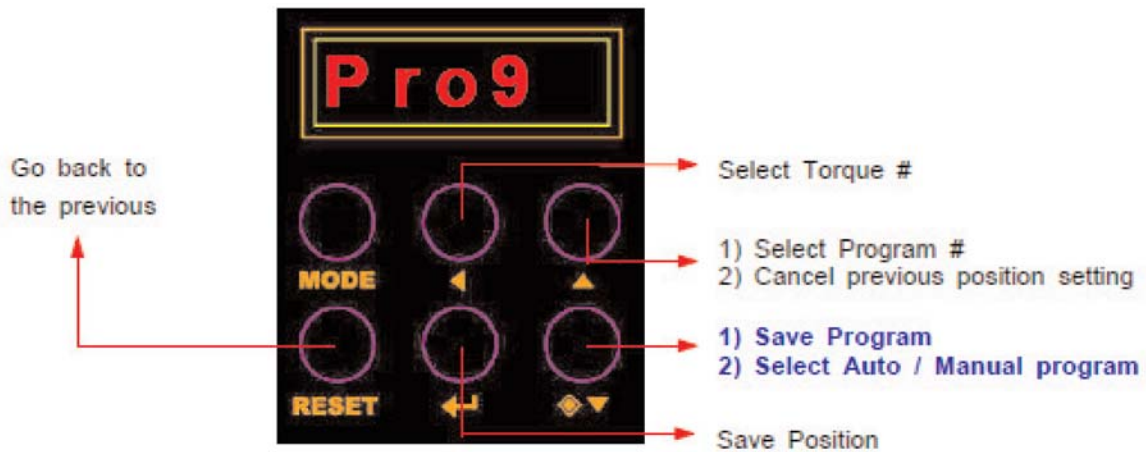 Pro9
Go back to
the previous
Select Torque #
1) Select Program #
2) Cancel previous position setting
MODE
RESET
1) Save Program
2) Select Auto / Manual program
Save Position